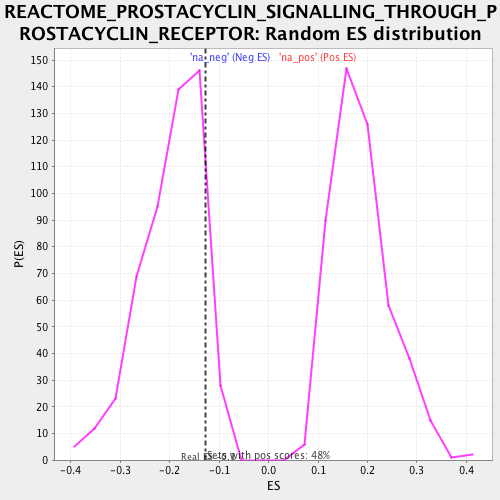 REACTOME_PROSTACYCLIN_SIGNALLING_THROUGH_P
ROSTACYCLIN_RECEPTOR: Random ES distribution
'na_neg' (Neg ES) 'na_pos' (Pos ES)
150
140
130
120
110
100
90
80
70
60
50
40
30
20
10
0
P(ES)
Sets with pos scores: 48%
Real ES
-0.4 -0.3 -0.2 -0.1 0.0 0.1 0.2 0.3 0.4
ES